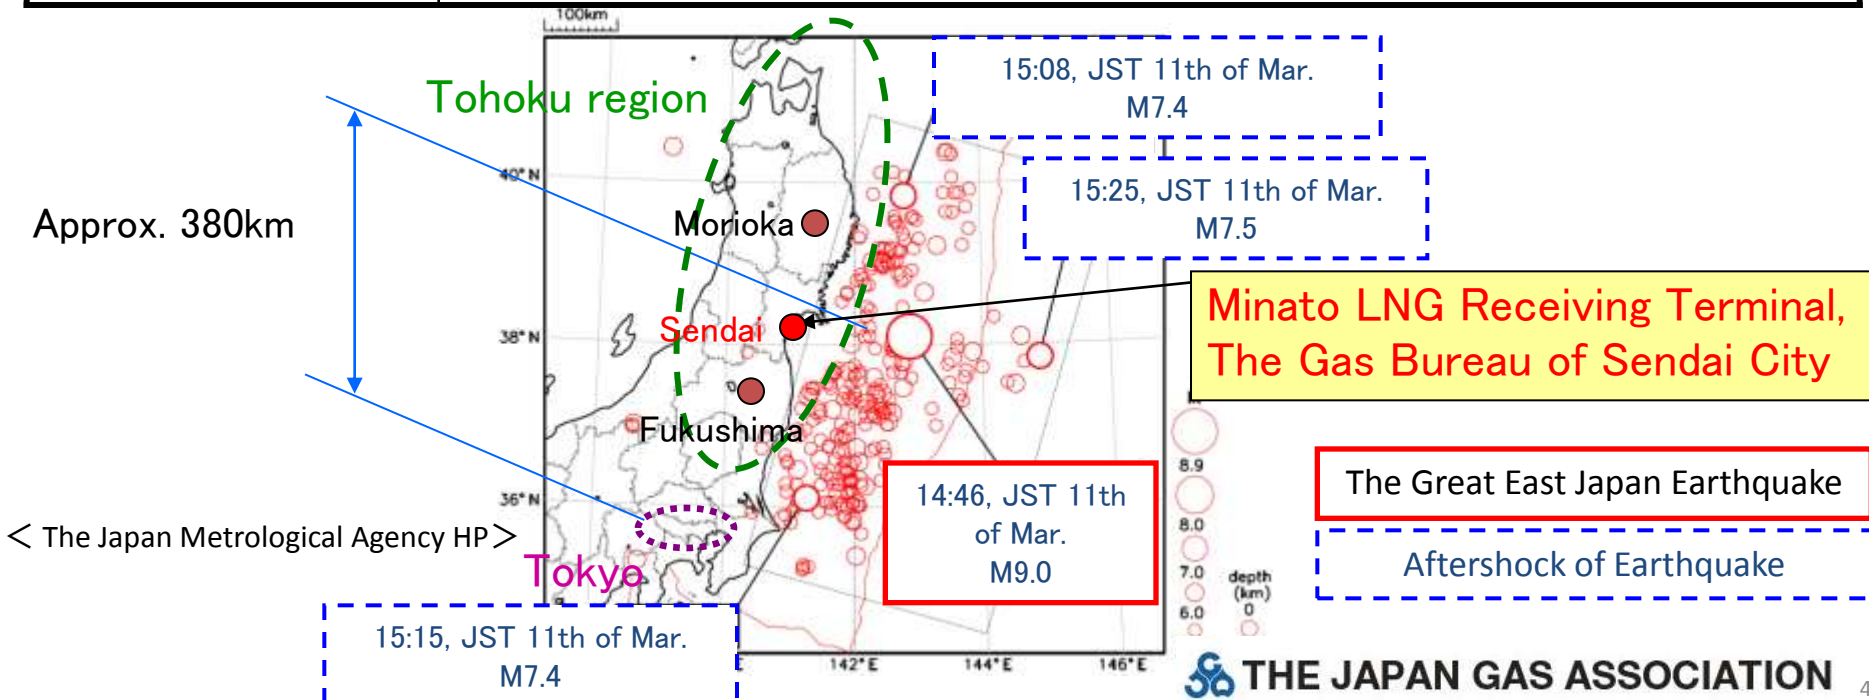 100km
Tohoku region
15:08, JST 11th of Mar.
M7.4
15:25, JST 11th of Mar.
M7.5
40°N
Approx. 380km
Morioka
Minato LNG Receiving Terminal,
The Gas Bureau of Sendai City
Sendai
38°N
Fukushima
8.9
8.0
7.0
6.0
depth
(km)
0
36°N
14:46, JST 11th
of Mar.
M9.0
The Great East Japan Earthquake
Aftershock of Earthquake
< The Japan Metrological Agency HP >
Tokyo
15:15, JST 11th of Mar.
M7.4
142°E
144°E
146°E
THE JAPAN GAS ASSOCIATION
4